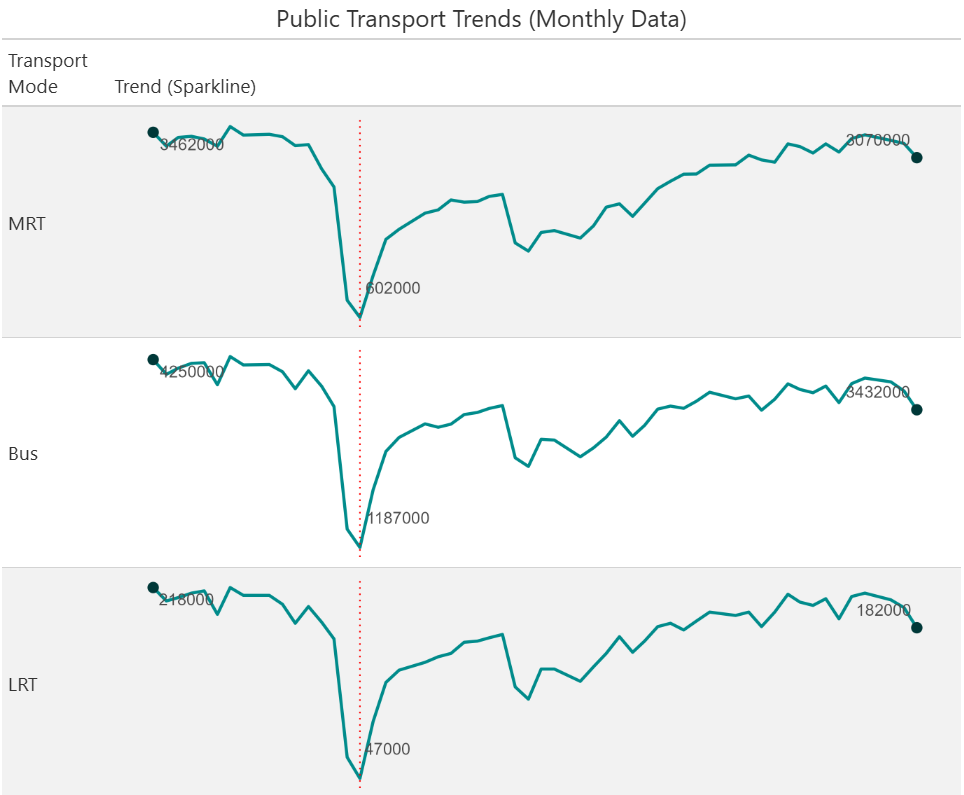 Public Transport Trends (Monthly Data)
Transport
Mode
Trend (Sparkline)
3462000
3070000
MRT
602000
4250000
3432000
Bus
1187000
218000
182000
LRT
47000